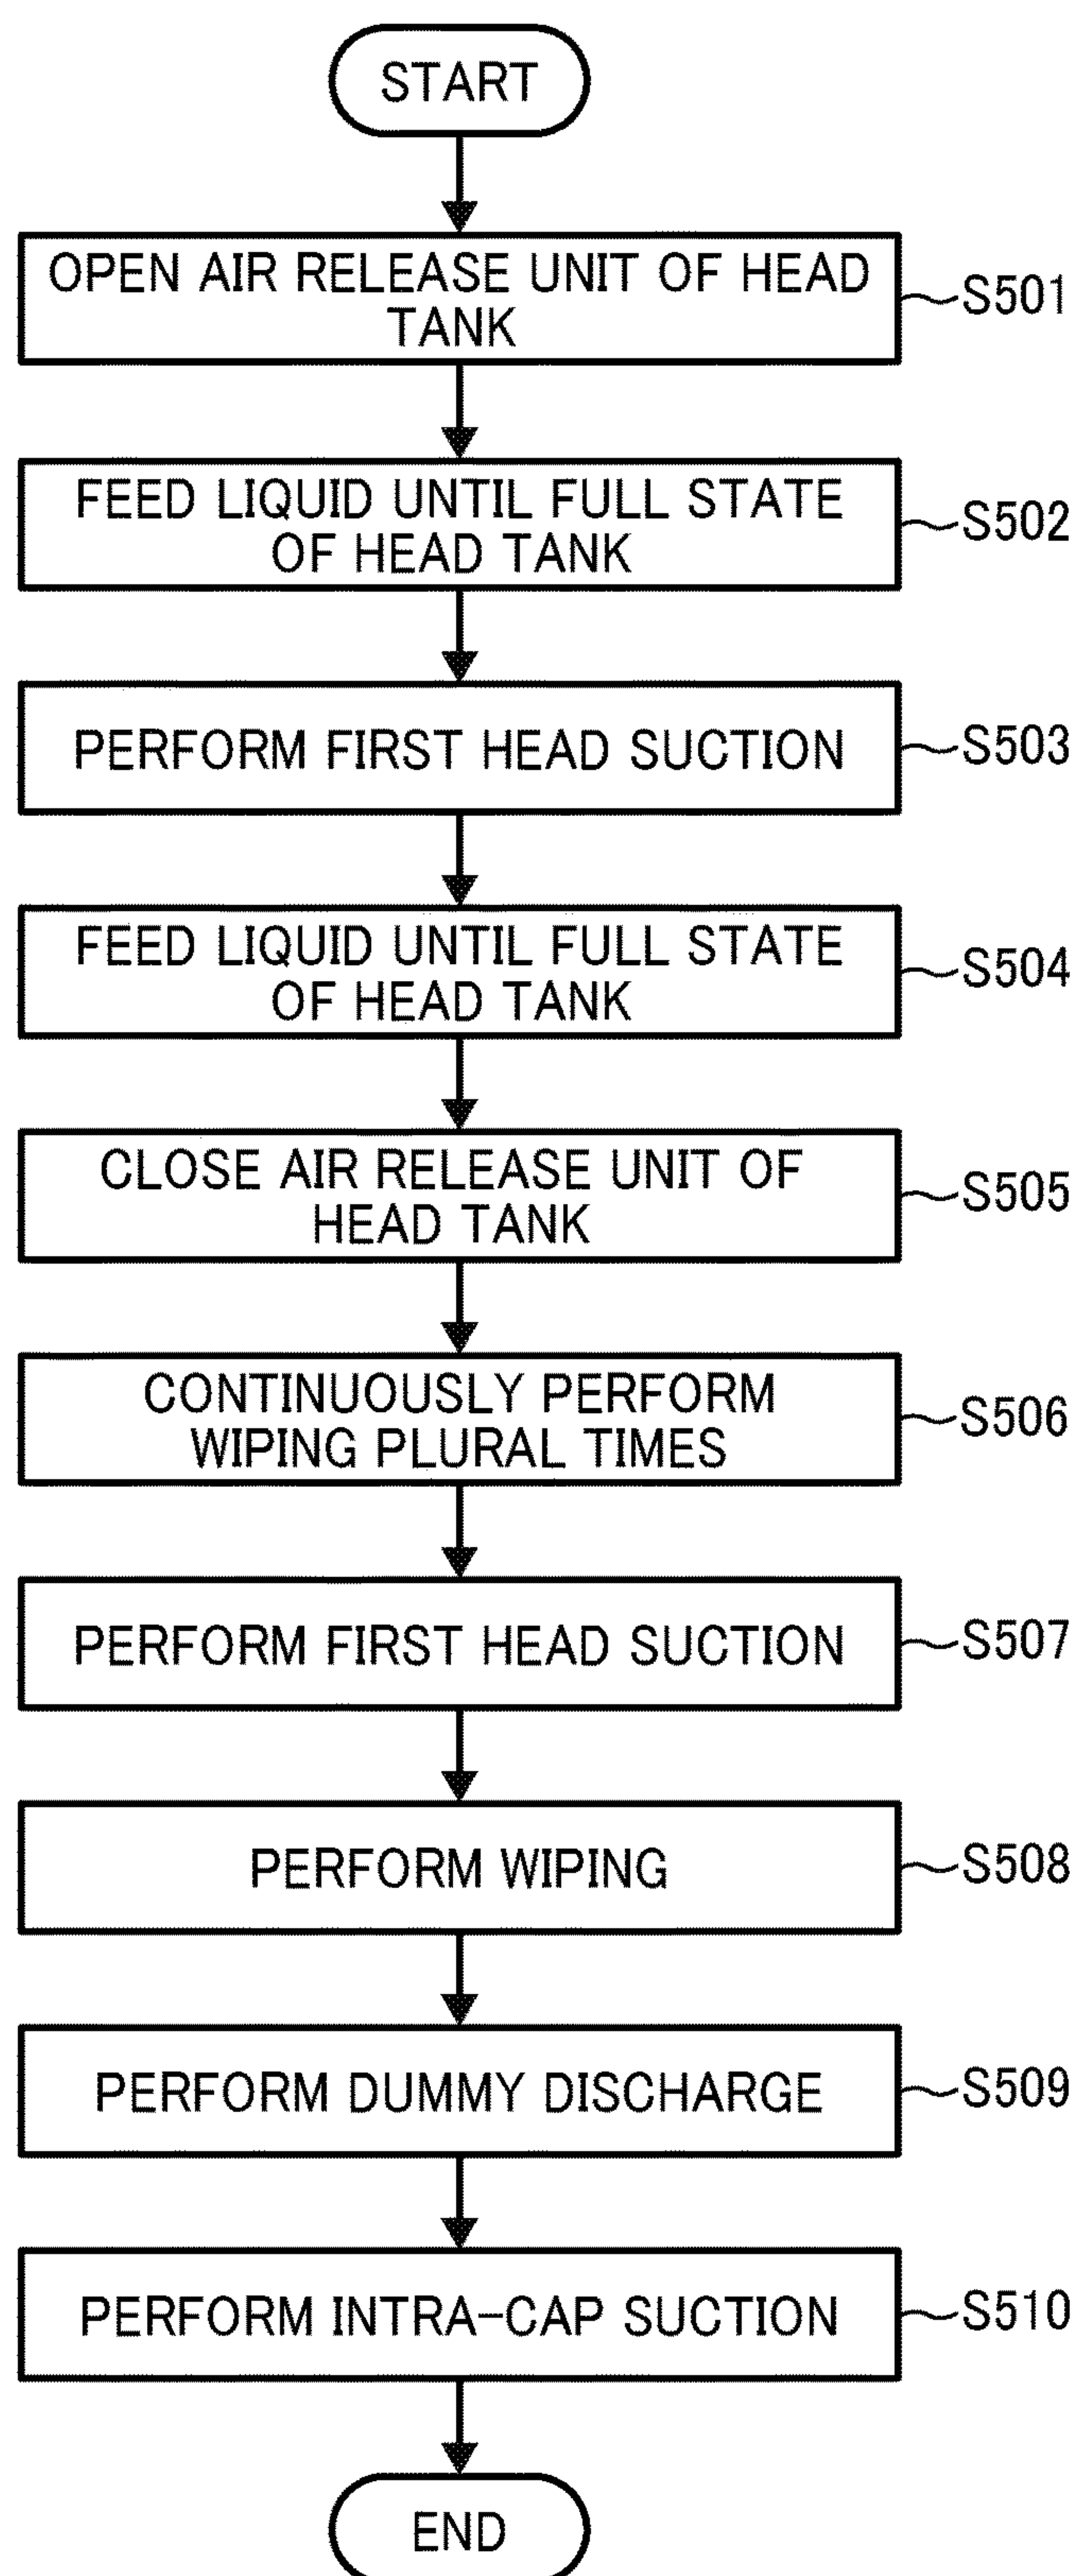 START
OPEN AIR RELEASE UNIT OF HEAD
TANK
S501
FEED LIQUID UNTIL FULL STATE
OF HEAD TANK
S502
PERFORM FIRST HEAD SUCTION
S503
FEED LIQUID UNTIL FULL STATE
OF HEAD TANK
S504
CLOSE AIR RELEASE UNIT OF
HEAD TANK
S505
CONTINUOUSLY PERFORM
WIPING PLURAL TIMES
S506
PERFORM FIRST HEAD SUCTION
S507
PERFORM WIPING
S508
PERFORM DUMMY DISCHARGE
S509
PERFORM INTRA-CAP SUCTION
S510
END